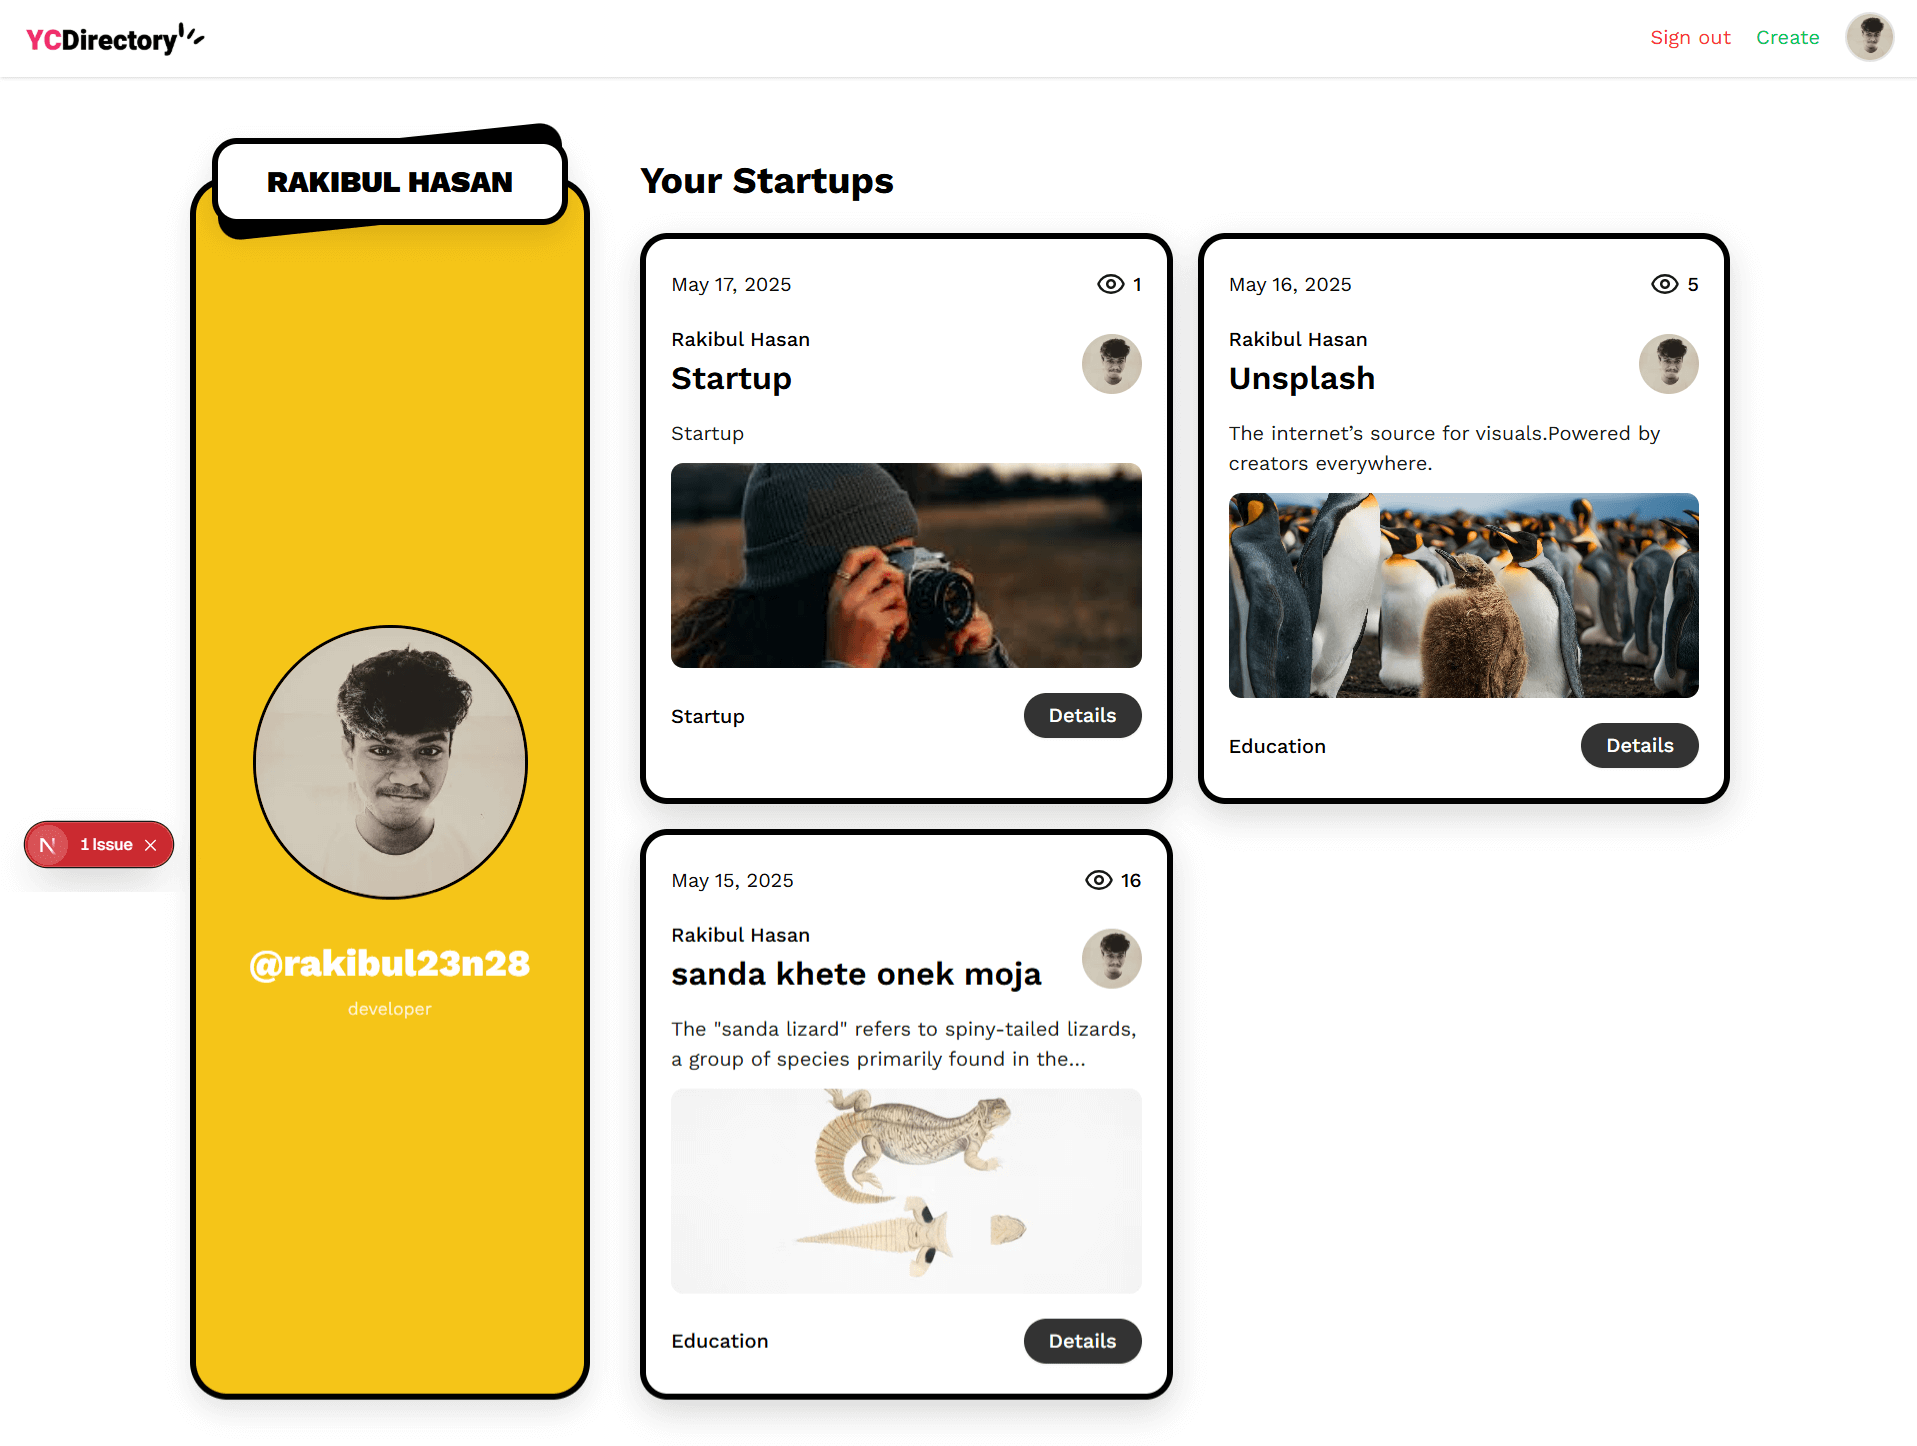 YCDirectory
Sign out
Create
RAKIBUL HASAN
@rakibul23n28
developer
Your Startups
May 17, 2025
1
Rakibul Hasan
Startup
Startup
Startup
Details
May 16, 2025
5
Rakibul Hasan
Unsplash
The internet’s source for visuals.Powered by
creators everywhere.
Education
Details
May 15, 2025
16
Rakibul Hasan
sanda khete onek moja
The "sanda lizard" refers to spiny-tailed lizards,
a group of species primarily found in the...
Education
Details
N
1 Issue